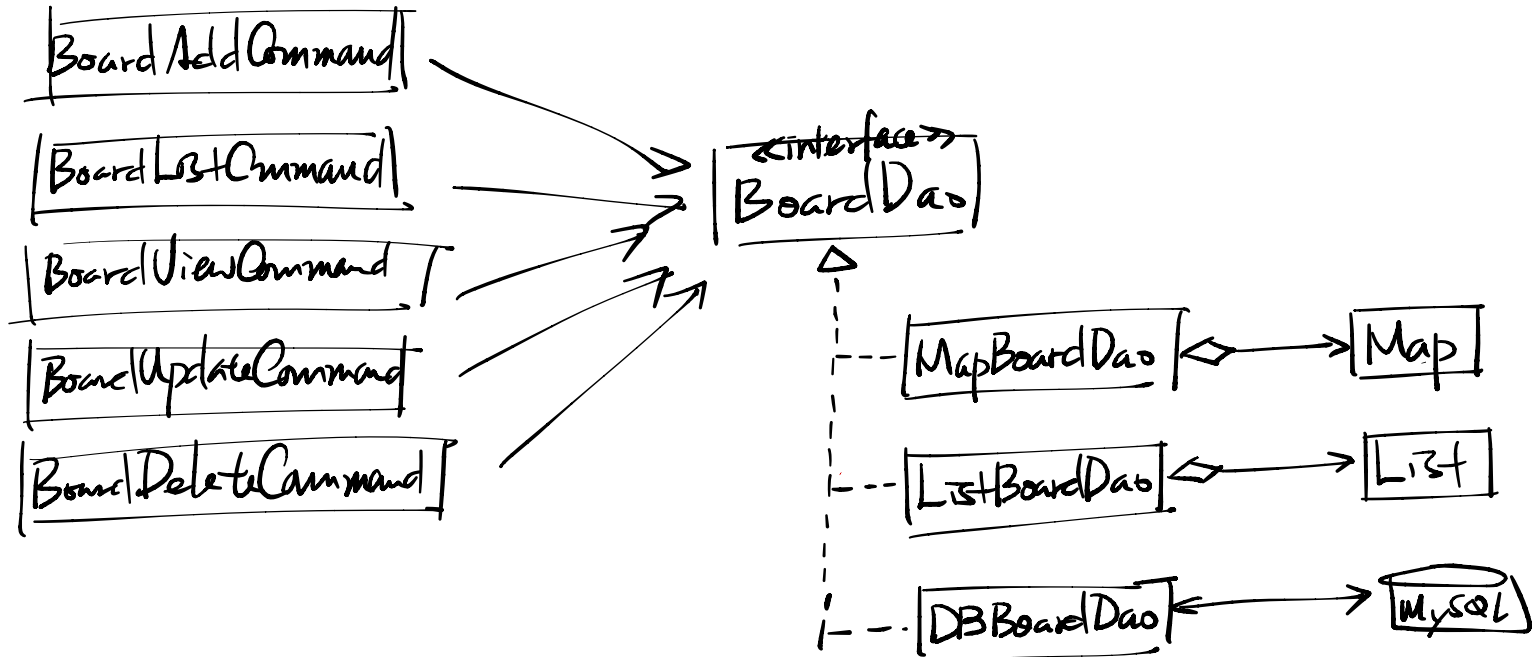 BoardAddCommand
BoardListCommand
BoardViewCommand
BoardUpdateCommand
BoardDeleteCommand
<<interface>>
BoardDao
MapBoardDao
Map
ListBoardDao
List
DBBoardDao
MySQL